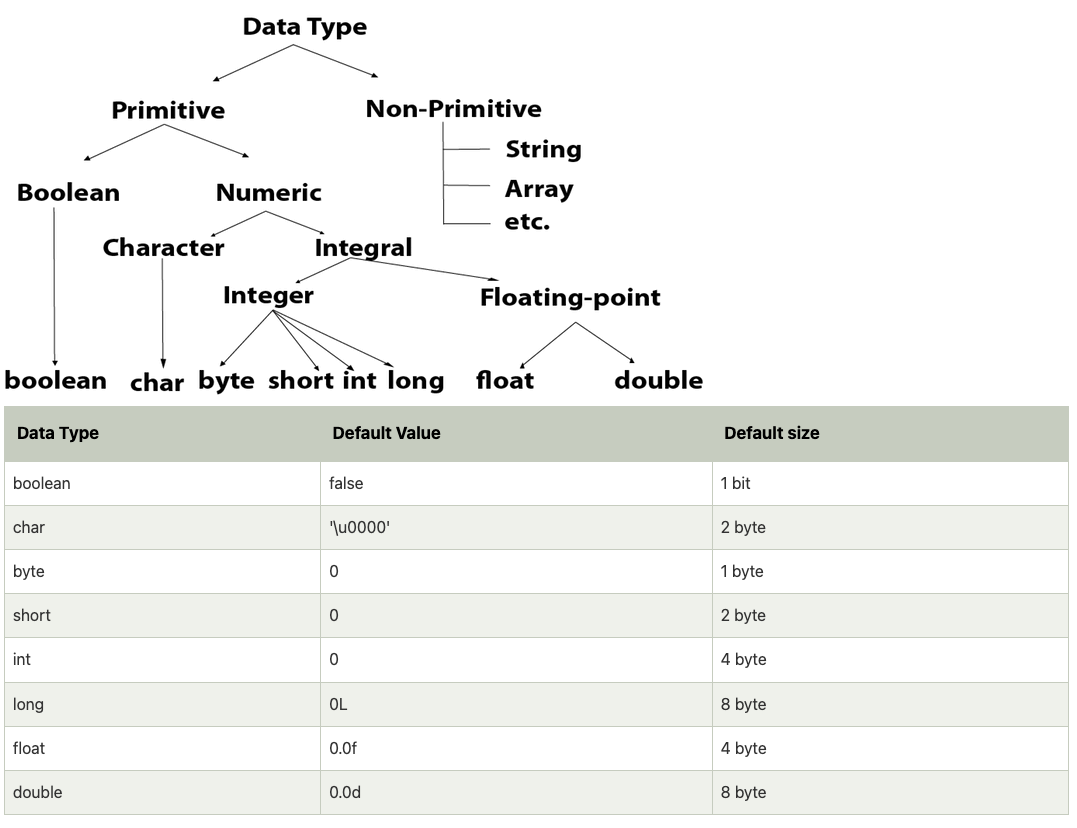 Data Type
Primitive Non-Primitive
String
Boolean Numeric Array
etc.
Character Integral
Integer Floating-point
boolean char byte short int long float double
Data Type Default Value Default size
boolean false 1 bit
char '\u0000' 2 byte
byte 0 1 byte
short 0 2 byte
int 0 4 byte
long 0L 8 byte
float 0.0f 4 byte
double 0.0d 8 byte